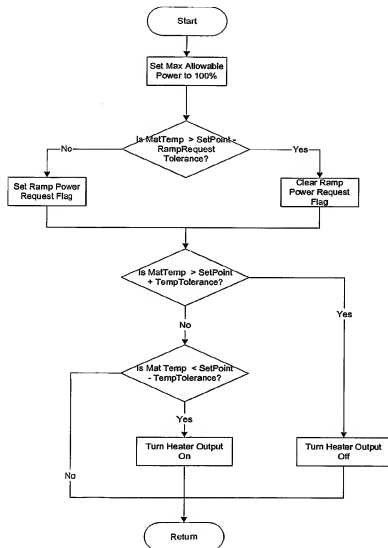 Start
Set Max Allowable
Power to 100%
Is MatTemp > SetPoint -
RampRequest
Tolerance?
No
Yes
Set Ramp Power
Request Flag
Clear Ramp
Power Request
Flag
Is MatTemp > SetPoint
+ TempTolerance?
Yes
No
Is Mat Temp < SetPoint
- TempTolerance?
Yes
Turn Heater Output
On
Turn Heater Output
Off
No
Return